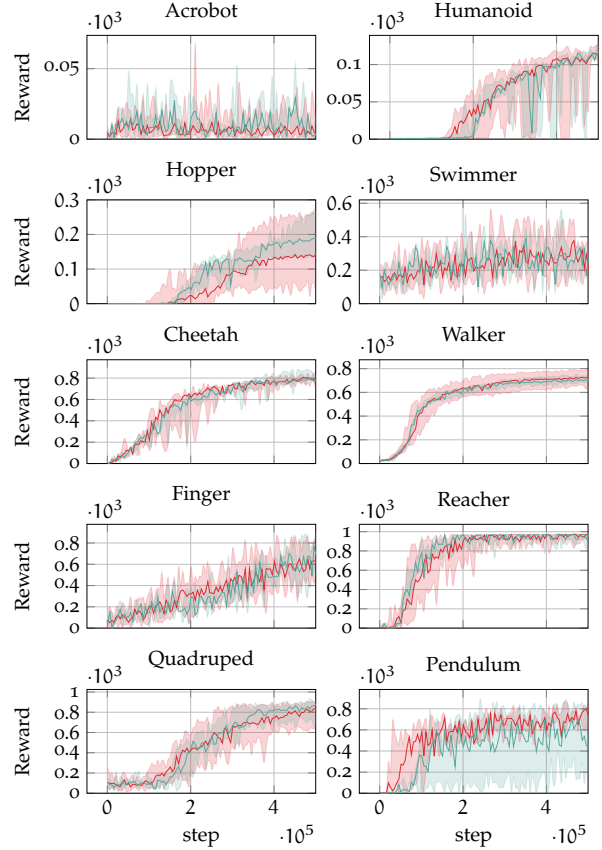 Acrobot
Humanoid
·10³
·10³
Reward
0.05
0
0.1
0.05
0
Hopper
Swimmer
·10³
·10³
Reward
0.3
0.2
0.1
0
0.6
0.4
0.2
0
Cheetah
Walker
·10³
·10³
Reward
0.8
0.6
0.4
0.2
0
0.8
0.6
0.4
0.2
0
Finger
Reacher
·10³
·10³
Reward
0.8
0.6
0.4
0.2
0
1
0.8
0.6
0.4
0.2
0
Quadruped
Pendulum
·10³
·10³
Reward
1
0.8
0.6
0.4
0.2
0
0.8
0.6
0.4
0.2
0
0 2 4
0 2 4
step ·10⁵
step ·10⁵